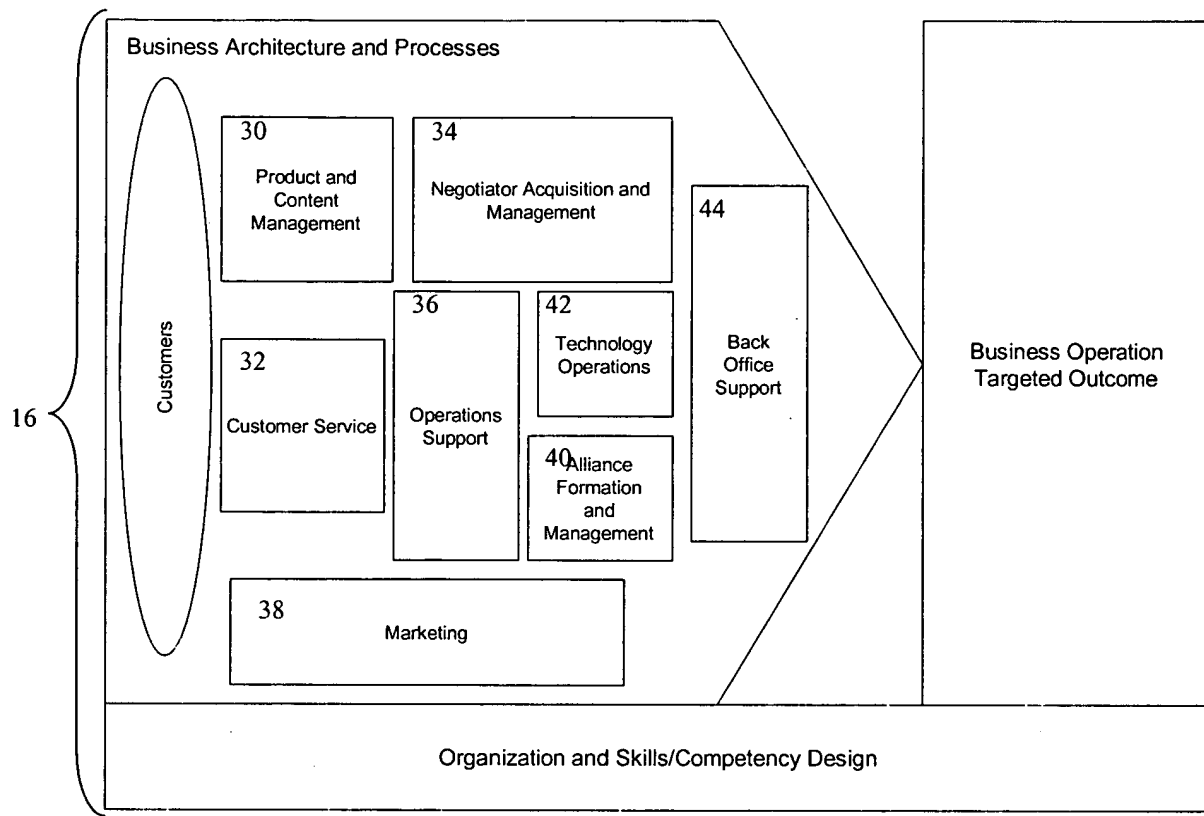 Business Architecture and Processes
30
Product and
Content
Management
34
Negotiator Acquisition and
Management
44
Back
Office
Support
36
Operations
Support
42
Technology
Operations
Customers
32
Customer Service
40
Alliance
Formation
and
Management
38
Marketing
16
Business Operation
Targeted Outcome
Organization and Skills/Competency Design